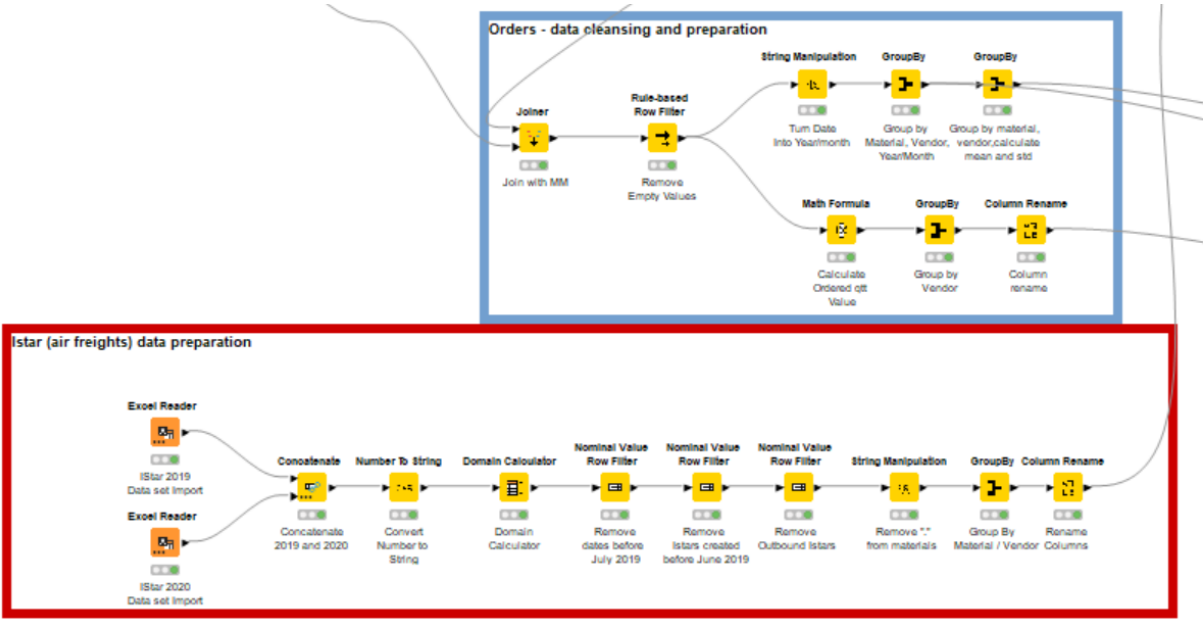 Orders - data cleansing and preparation
String Manipulation
Turn Date
Into Year/month
GroupBy
Group by
Material, Vendor,
Year/Month
GroupBy
Group by material,
vendor,calculate
mean and std
Joiner
Join with MM
Rule-based
Row Filter
Remove
Empty Values
Math Formula
Calculate
Ordered qtt
Value
GroupBy
Group by
Vendor
Column Rename
Column
rename
Istar (air freights) data preparation
Excel Reader
IStar 2019
Data set Import
Excel Reader
IStar 2020
Data set Import
Concatenate
Concatenate
2019 and 2020
Number To String
Convert
Number to
String
Domain Calculator
Domain
Calculator
Nominal Value
Row Filter
Remove
dates before
July 2019
Nominal Value
Row Filter
Remove
Istars created
before June 2019
Nominal Value
Row Filter
Remove
Outbound Istars
String Manipulation
Remove "."
from materials
GroupBy
Group By
Material / Vendor
Column Rename
Rename
Columns